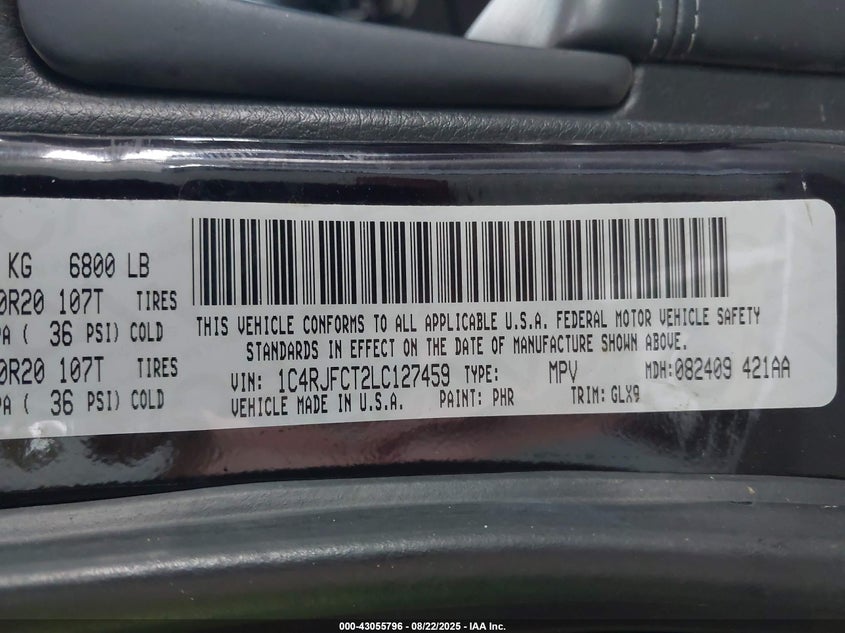 KG 6800 LB
0R20 107T TIRES
PA ( 36 PSI) COLD
0R20 107T TIRES
PA ( 36 PSI) COLD
THIS VEHICLE CONFORMS TO ALL APPLICABLE U.S.A. FEDERAL MOTOR VEHICLE SAFETY
STANDARDS IN EFFECT ON THE DATE OF MANUFACTURE SHOWN ABOVE.
VIN: 1C4RJFCT2LC127459 TYPE: MPV MDH: 082409 421AA
VEHICLE MADE IN U.S.A. PAINT: PHR TRIM: GLX9
000-43055796 - 08/22/2025 - IAA Inc.